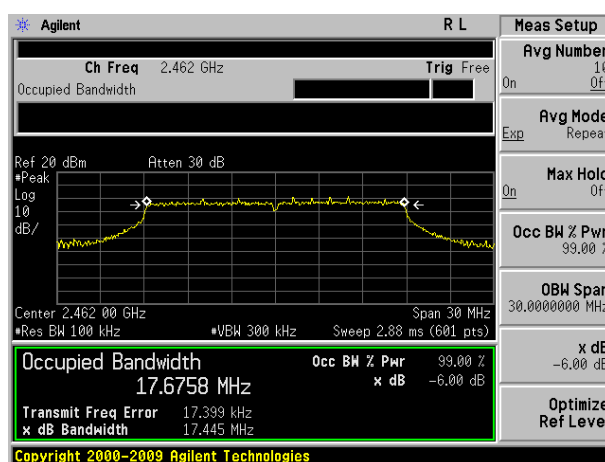 Agilent R L Meas Setup
Ch Freq 2.462 GHz Trig Free
Occupied Bandwidth
Avg Number
10
On Off
Avg Mode
Exp Repeat
Max Hold
On Off
Occ BW % Pwr
99.00 %
OBW Span
30.0000000 MHz
x dB
-6.00 dB
Optimize
Ref Level
Ref 20 dBm Atten 30 dB
#Peak
Log
10
dB/
Center 2.462 00 GHz Span 30 MHz
#Res BW 100 kHz #VBW 300 kHz Sweep 2.88 ms (601 pts)
Occupied Bandwidth Occ BW % Pwr 99.00 %
17.6758 MHz x dB -6.00 dB
Transmit Freq Error 17.399 kHz
x dB Bandwidth 17.445 MHz
Copyright 2000-2009 Agilent Technologies